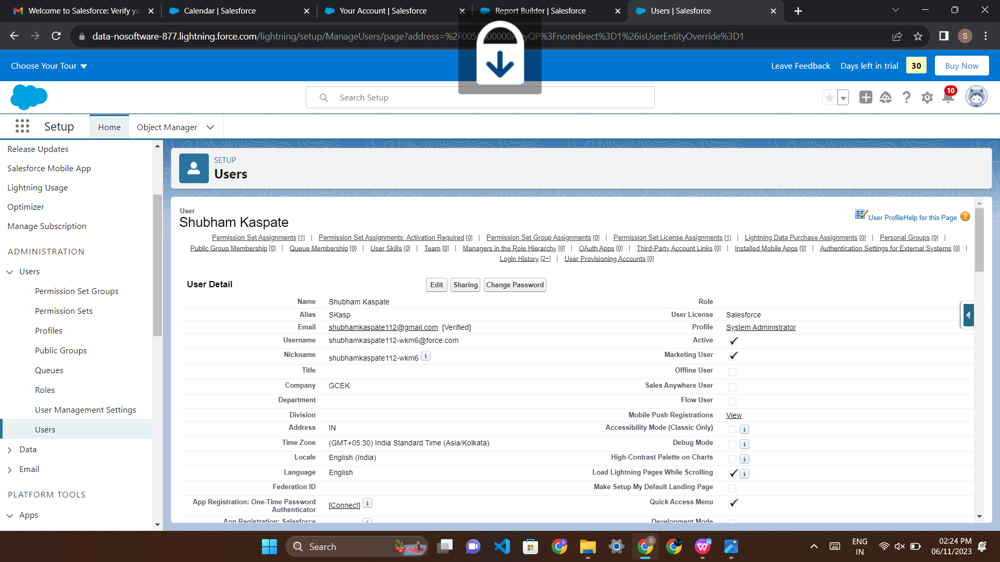 Welcome to Salesforce: Verify yo
Calendar | Salesforce
Your Account | Salesforce
Report Builder | Salesforce
Users | Salesforce
data-nosoftware-877.lightning.force.com/lightning/setup/ManageUsers/page?address=%2F005 00000A yQP%3Fnoredirect%3D1%26isUserEntityOverride%3D1
S
Choose Your Tour
Leave Feedback
Days left in trial
30
Buy Now
Search Setup
10
Setup
Home
Object Manager
Release Updates
Salesforce Mobile App
Lightning Usage
Optimizer
Manage Subscription
ADMINISTRATION
Users
Permission Set Groups
Permission Sets
Profiles
Public Groups
Queues
Roles
User Management Settings
Users
Data
Email
PLATFORM TOOLS
Apps
SETUP
Users
User
Shubham Kaspate
User Profile Help for this Page
Permission Set Assignments [1] | Permission Set Assignments: Activation Required [0] | Permission Set Group Assignments [0] | Permission Set License Assignments [1] | Lightning Data Purchase Assignments [0] | Personal Groups [0] |
Public Group Membership [0] | Queue Membership [0] | User Skills [0] | Team [0] | Managers in the Role Hierarchy [0] | OAuth Apps [0] | Third-Party Account Links [0] | Installed Mobile Apps [0] | Authentication Settings for External Systems [0] |
Login History [2+] | User Provisioning Accounts [0]
User Detail
Edit
Sharing
Change Password
Name Shubham Kaspate
Role
Alias SKasp
User License Salesforce
Email shubhamkaspate112@gmail.com [Verified]
Profile System Administrator
Username shubhamkaspate112-wkm6@force.com
Active
Nickname shubhamkaspate112-wkm6
Marketing User
Title
Offline User
Company GCEK
Sales Anywhere User
Department
Flow User
Division
Mobile Push Registrations View
Address IN
Accessibility Mode (Classic Only)
Time Zone (GMT+05:30) India Standard Time (Asia/Kolkata)
Debug Mode
Locale English (India)
High-Contrast Palette on Charts
Language English
Load Lightning Pages While Scrolling
Federation ID
Make Setup My Default Landing Page
App Registration: One-Time Password Authenticator [Connect]
Quick Access Menu
App Registration: Salesforce
Development Mode
Search
ENG
IN
02:24 PM
06/11/2023